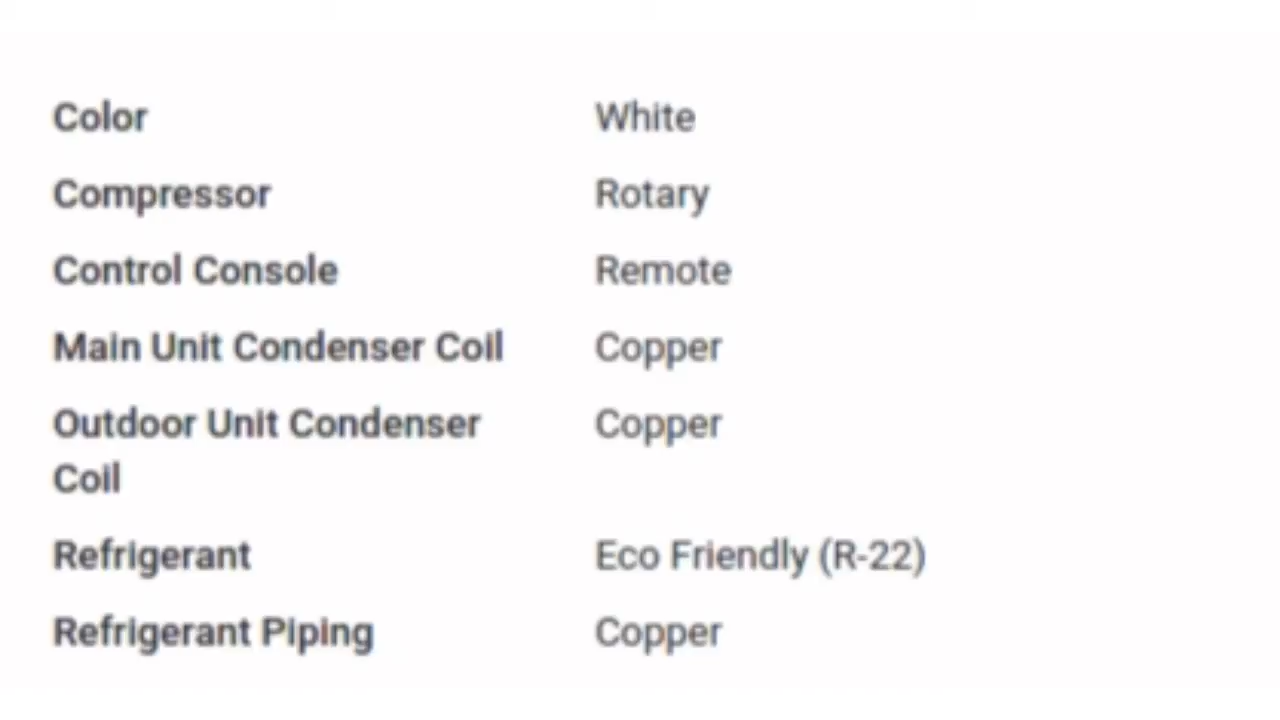 Color White
Compressor Rotary
Control Console Remote
Main Unit Condenser Coil Copper
Outdoor Unit Condenser Copper
Coil
Refrigerant Eco Friendly (R-22)
Refrigerant Piping Copper